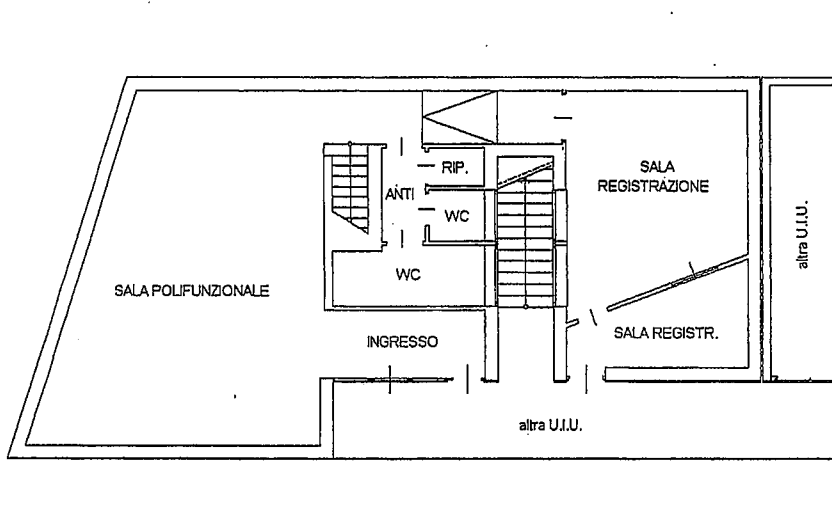 SALA
REGISTRAZIONE
RIP.
ANTI
WC
altra U.I.U.
WC
SALA POLIFUNZIONALE
SALA REGISTR.
INGRESSO
altra U.I.U.